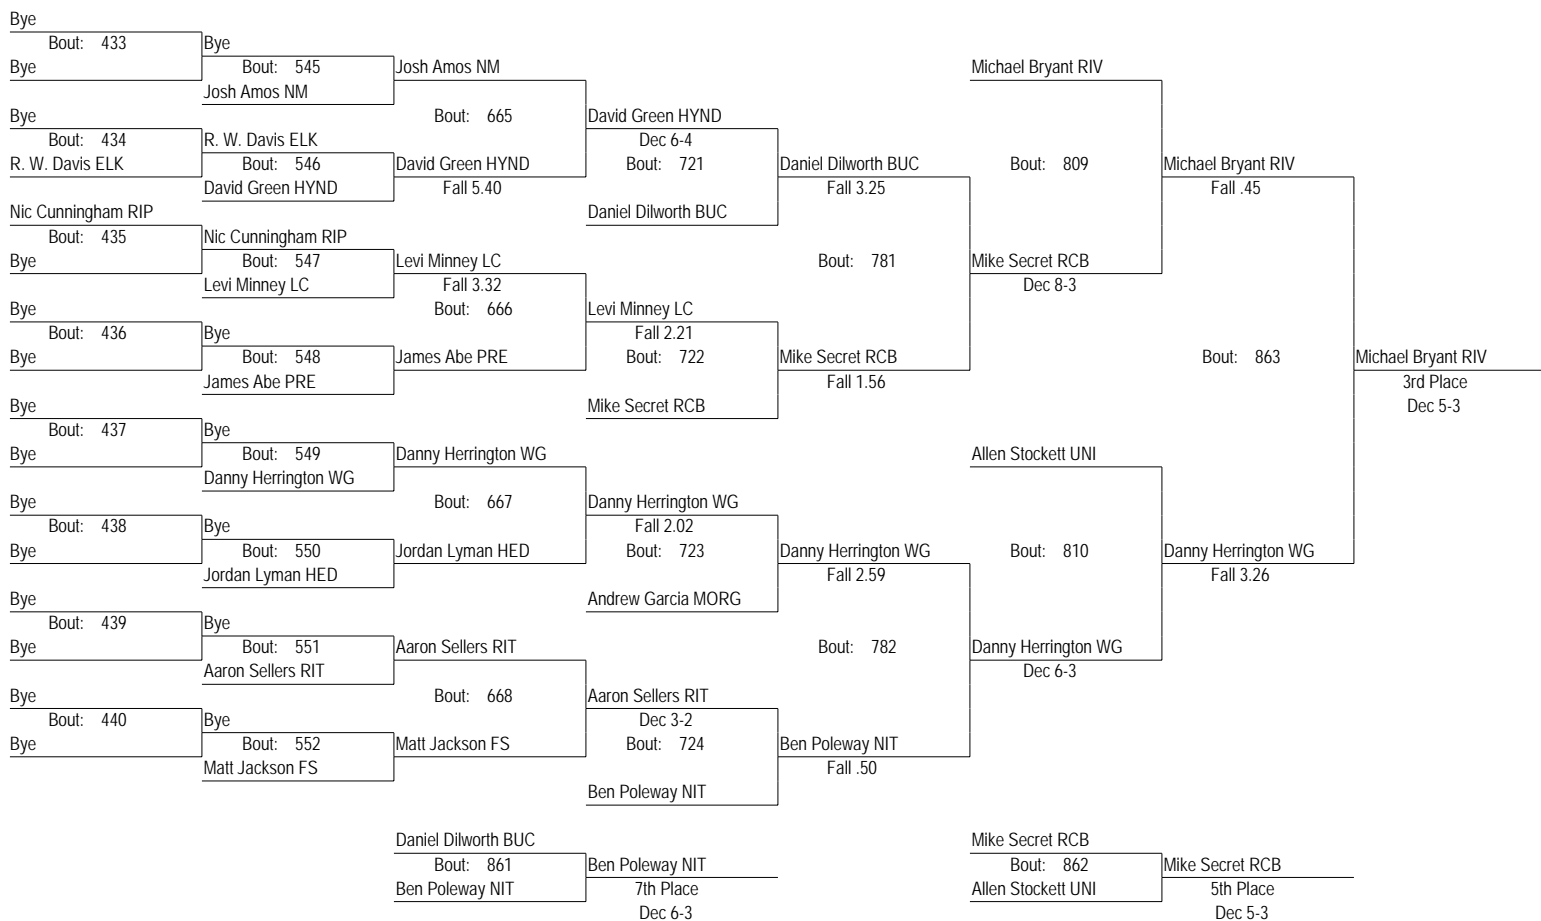 Bye
Bout: 433 Bye
Bye Bout: 545 Josh Amos NM Michael Bryant RIV
Josh Amos NM
Bye Bout: 665 David Green HYND
Bout: 434 R. W. Davis ELK Dec 6-4
R. W. Davis ELK Bout: 546 David Green HYND Bout: 721 Daniel Dilworth BUC Bout: 809 Michael Bryant RIV
David Green HYND Fall 5.40 Fall 3.25 Fall .45
Nic Cunningham RIP Daniel Dilworth BUC
Bout: 435 Nic Cunningham RIP
Bye Bout: 547 Levi Minney LC Bout: 781 Mike Secret RCB
Levi Minney LC Fall 3.32 Dec 8-3
Bye Bout: 666 Levi Minney LC
Bout: 436 Bye Fall 2.21
Bye Bout: 548 James Abe PRE Bout: 722 Mike Secret RCB Bout: 863 Michael Bryant RIV
James Abe PRE Fall 1.56 3rd Place
Bye Mike Secret RCB Dec 5-3
Bout: 437 Bye
Bye Bout: 549 Danny Herrington WG Allen Stockett UNI
Danny Herrington WG
Bye Bout: 667 Danny Herrington WG
Bout: 438 Bye Fall 2.02
Bye Bout: 550 Jordan Lyman HED Bout: 723 Danny Herrington WG Bout: 810 Danny Herrington WG
Jordan Lyman HED Fall 2.59 Fall 3.26
Bye Andrew Garcia MORG
Bout: 439 Bye
Bye Bout: 551 Aaron Sellers RIT Bout: 782 Danny Herrington WG
Aaron Sellers RIT Dec 6-3
Bye Bout: 668 Aaron Sellers RIT
Bout: 440 Bye Dec 3-2
Bye Bout: 552 Matt Jackson FS Bout: 724 Ben Poleway NIT
Matt Jackson FS Fall .50
Ben Poleway NIT
Daniel Dilworth BUC Mike Secret RCB
Bout: 861 Ben Poleway NIT Bout: 862 Mike Secret RCB
Ben Poleway NIT 7th Place Allen Stockett UNI 5th Place
Dec 6-3 Dec 5-3